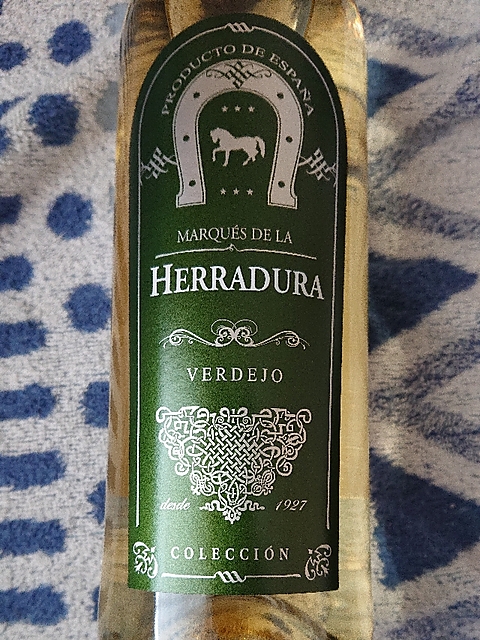 PRODUCTO DE ESPAÑA
MARQUÉS DE LA
HERRADURA
VERDEJO
desde 1927
COLECCIÓN